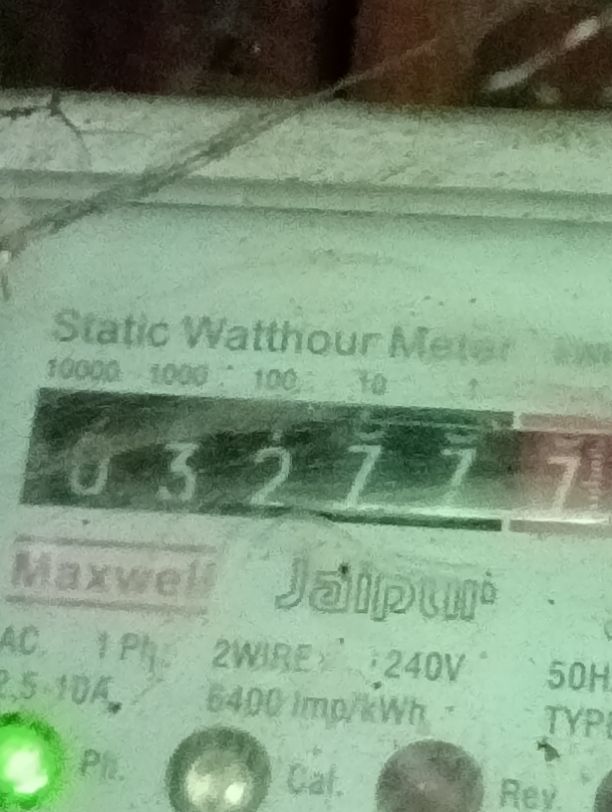 Static Watthour Meter
10000 1000 100 10 1
0 3 2 7 7 7
Maxwell Jaipur
AC. 1 Ph. 2WIRE 240V 50H
2.5-10A 6400 imp/kWh TYPE
Ph. Cal. Rev